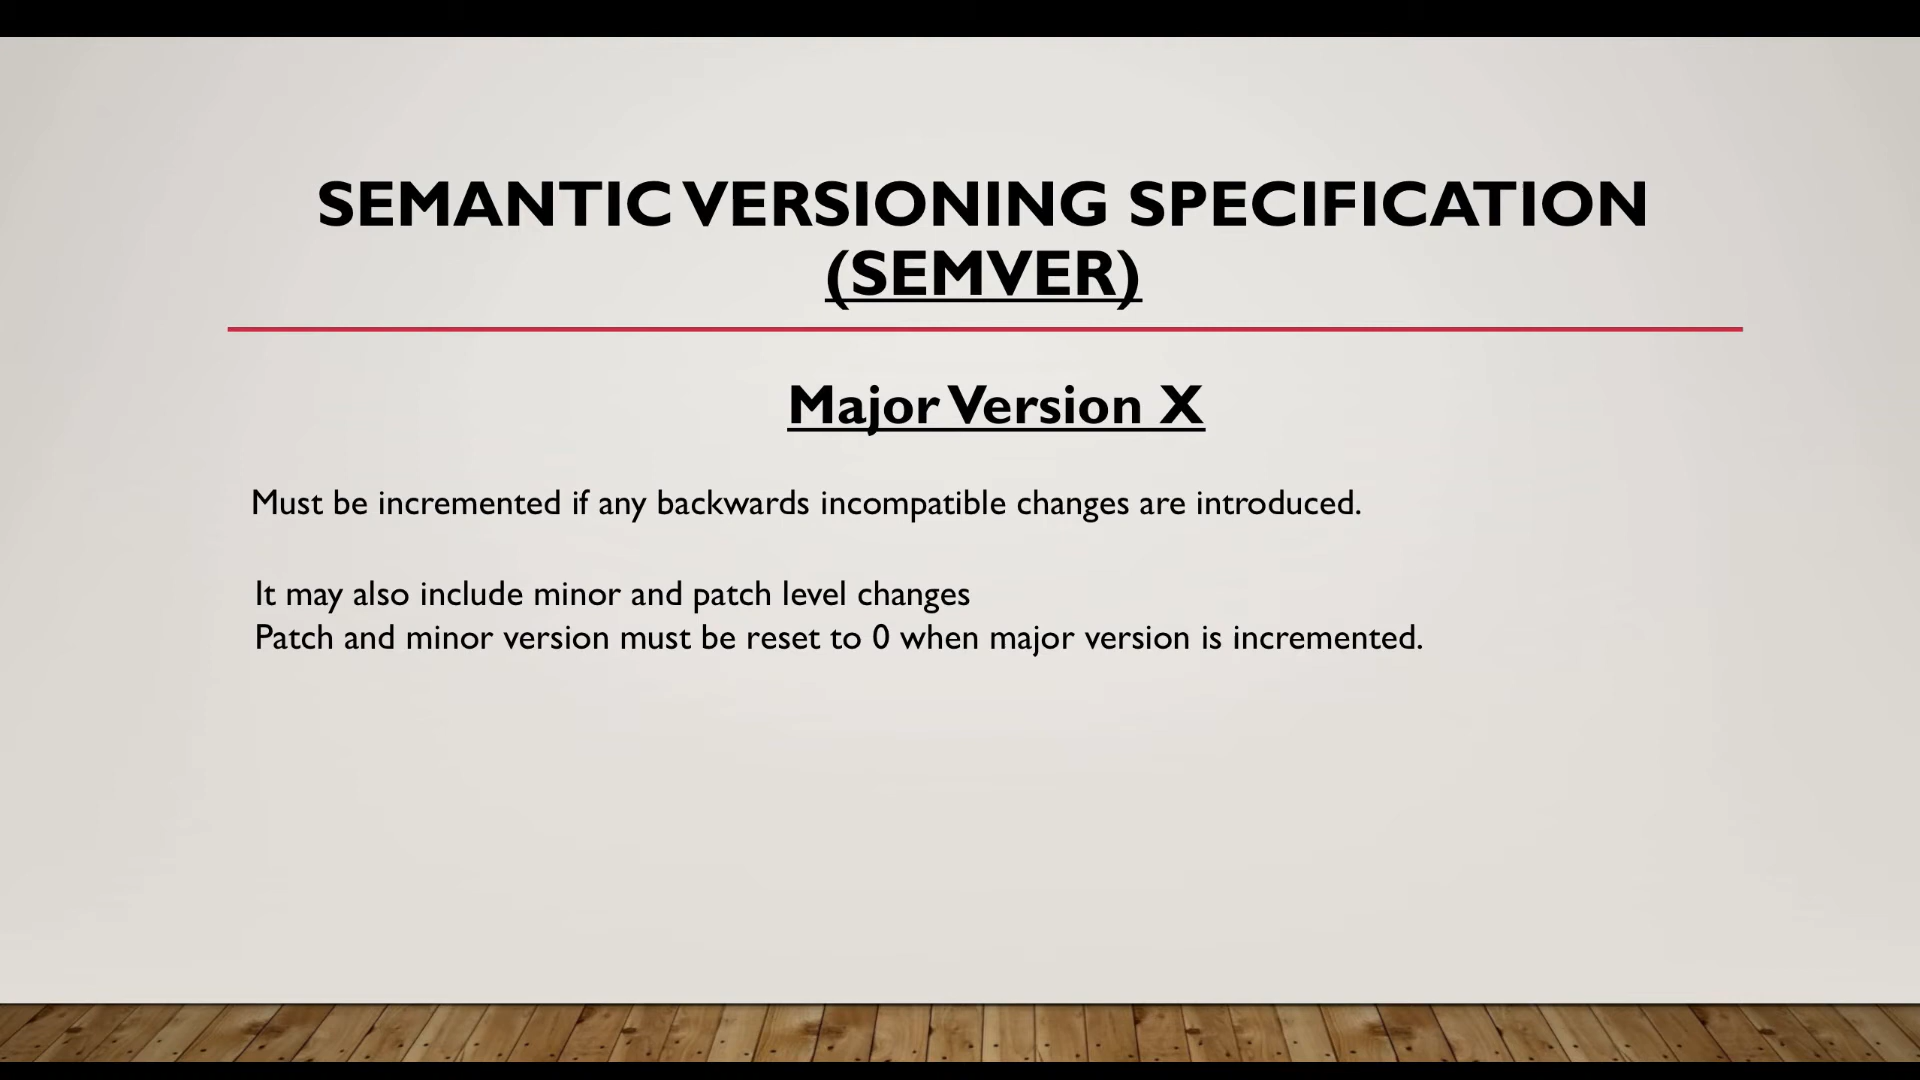 SEMANTIC VERSIONING SPECIFICATION
(SEMVER)
Major Version X
Must be incremented if any backwards incompatible changes are introduced.
It may also include minor and patch level changes
Patch and minor version must be reset to 0 when major version is incremented.